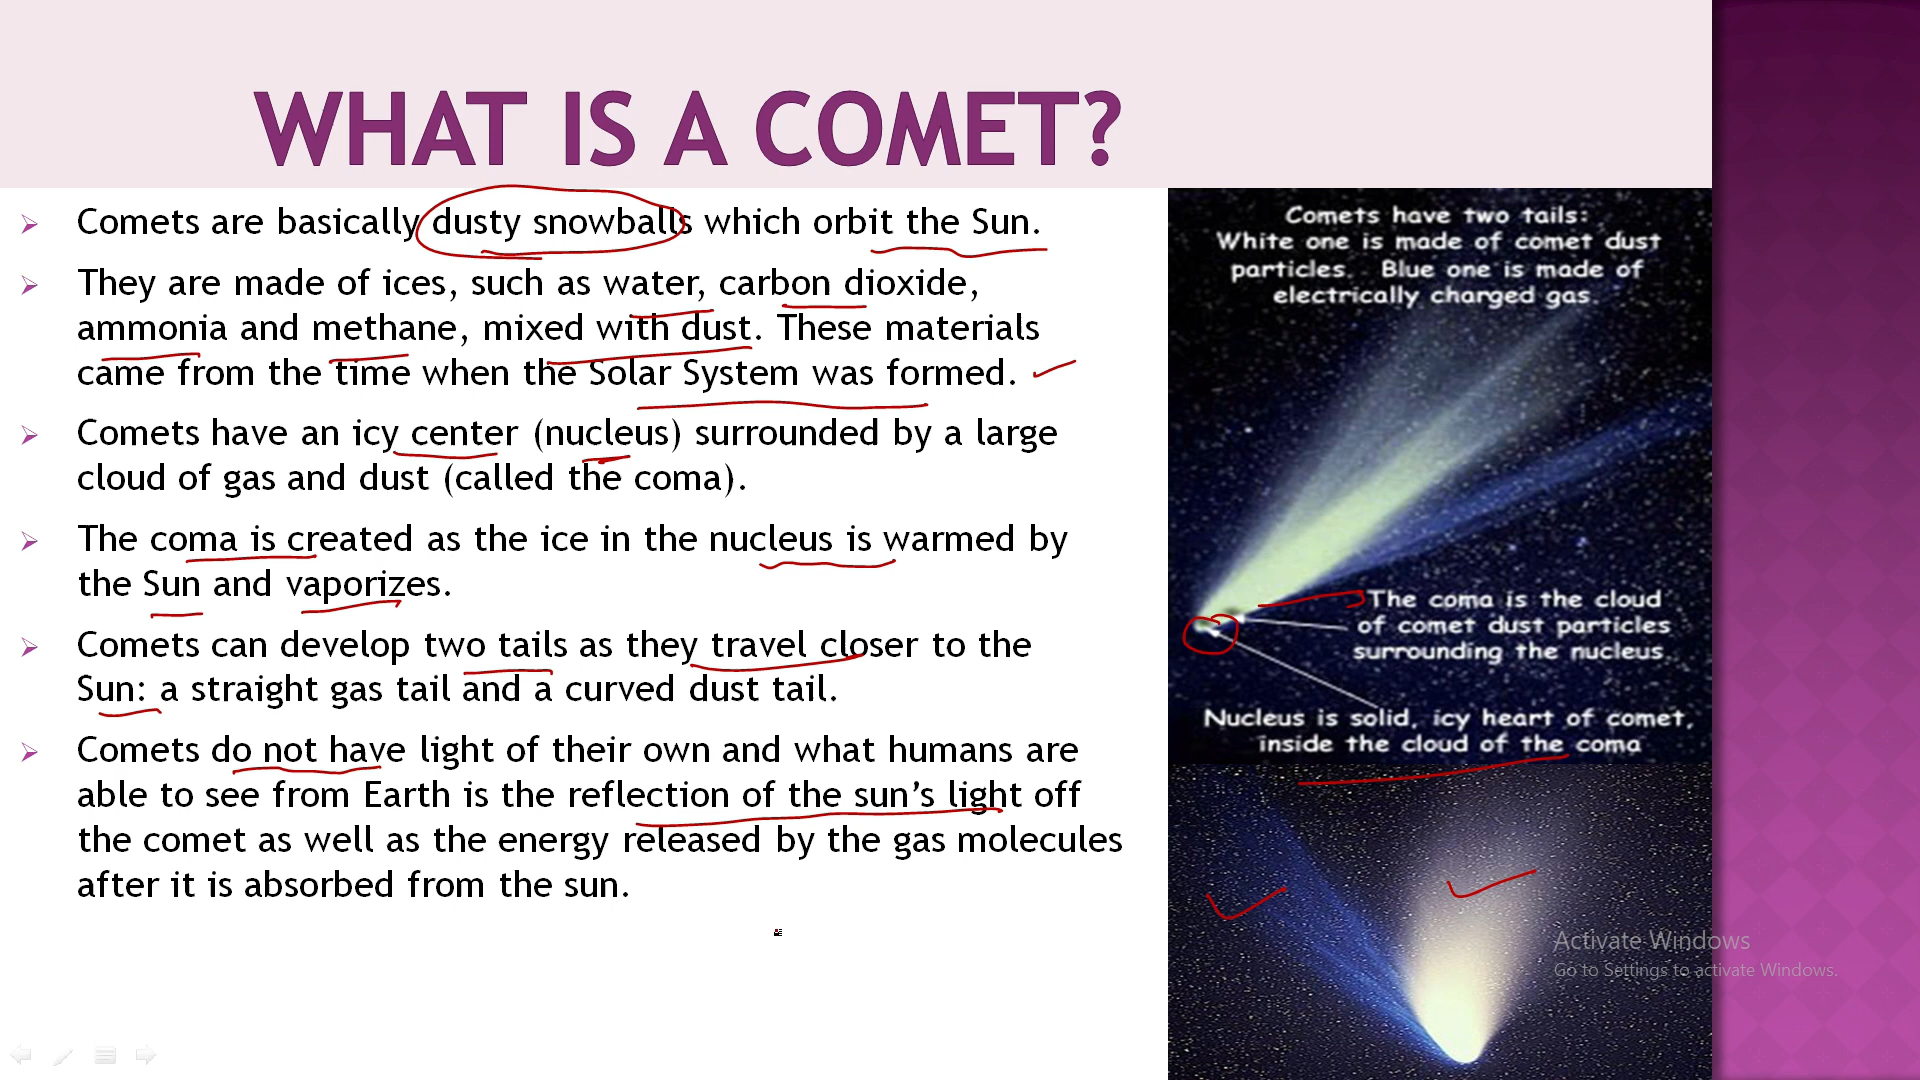 WHAT IS A COMET?
Comets are basically dusty snowballs which orbit the Sun.
They are made of ices, such as water, carbon dioxide,
ammonia and methane, mixed with dust. These materials
came from the time when the Solar System was formed.
Comets have an icy center (nucleus) surrounded by a large
cloud of gas and dust (called the coma).
The coma is created as the ice in the nucleus is warmed by
the Sun and vaporizes.
Comets can develop two tails as they travel closer to the
Sun: a straight gas tail and a curved dust tail.
Comets do not have light of their own and what humans are
able to see from Earth is the reflection of the sun’s light off
the comet as well as the energy released by the gas molecules
after it is absorbed from the sun.
Comets have two tails:
White one is made of comet dust
particles. Blue one is made of
electrically charged gas.
The coma is the cloud
of comet dust particles
surrounding the nucleus.
Nucleus is solid, icy heart of comet,
inside the cloud of the coma
Activate Windows
Go to Settings to activate Windows.